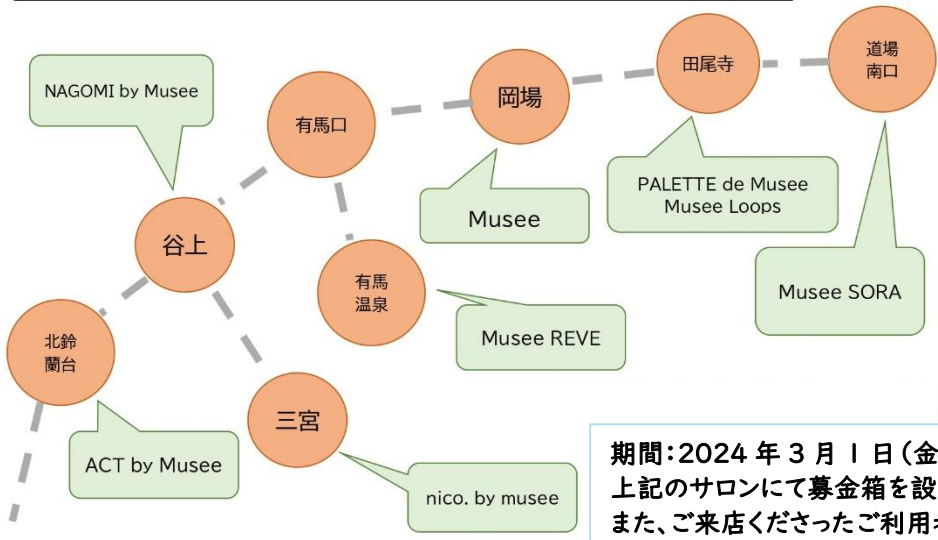 NAGOMI by Musee
有馬口
岡場
田尾寺
道場
南口
谷上
Musee
PALETTE de Musee
Musee Loops
有馬
温泉
Musee SORA
北鈴
蘭台
Musee REVE
三宮
ACT by Musee
nico. by musee
期間:2024年3月1日(金
上記のサロンにて募金箱を設
また、ご来店くださったご利用